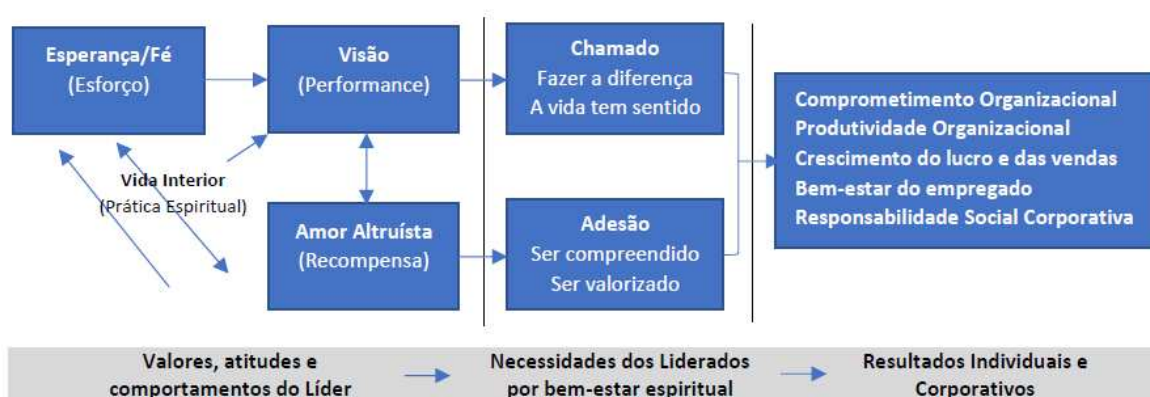 Esperança/Fé
(Esforço)
Visão
(Performance)
Chamado
Fazer a diferença
A vida tem sentido
Comprometimento Organizacional
Produtividade Organizacional
Crescimento do lucro e das vendas
Bem-estar do empregado
Responsabilidade Social Corporativa
Vida Interior
(Prática Espiritual)
Amor Altruísta
(Recompensa)
Adesão
Ser compreendido
Ser valorizado
Valores, atitudes e
comportamentos do Líder
Necessidades dos Liderados
por bem-estar espiritual
Resultados Individuais e
Corporativos